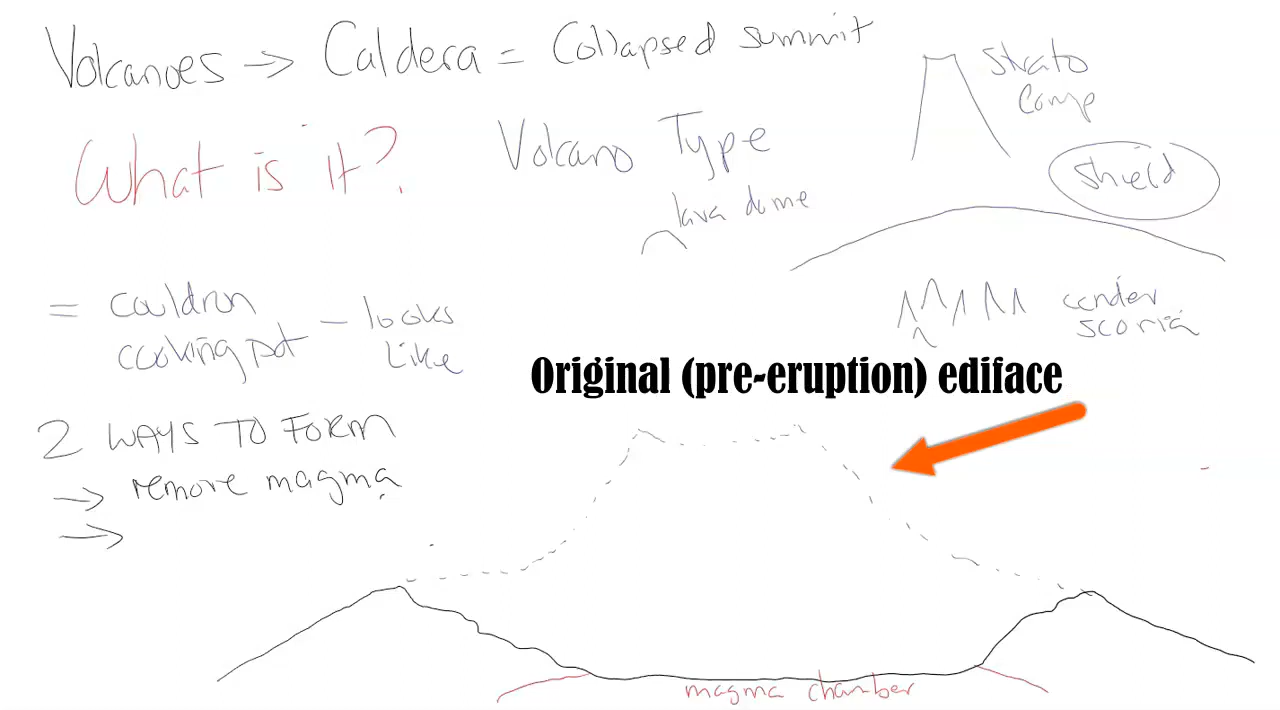 Volcanoes → Caldera = Collapsed summit
What is it?
Volcano Type
strato
comp
shield
lava dome
cender
scoria
= cauldron
cooking pot
– looks
like
Original (pre-eruption) ediface
2 WAYS TO FORM
→ remove magma
→
magma chamber